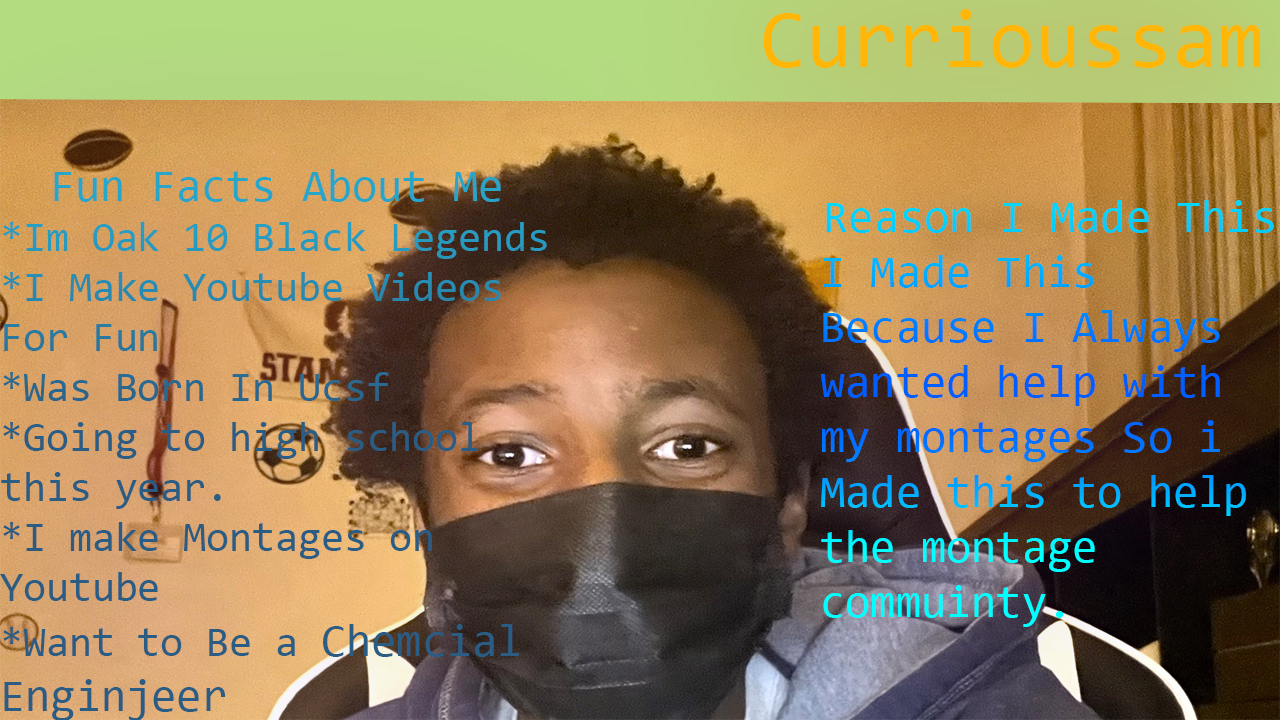 Currioussam
Fun Facts About Me
*Im Oak 10 Black Legends
*I Make Youtube Videos
For Fun
*Was Born In Ucsf
*Going to high school
this year.
*I make Montages on
Youtube
*Want to Be a Chemcial
Enginjeer
Reason I Made This
I Made This
Because I Always
wanted help with
my montages So i
Made this to help
the montage
commuinty.
STAN